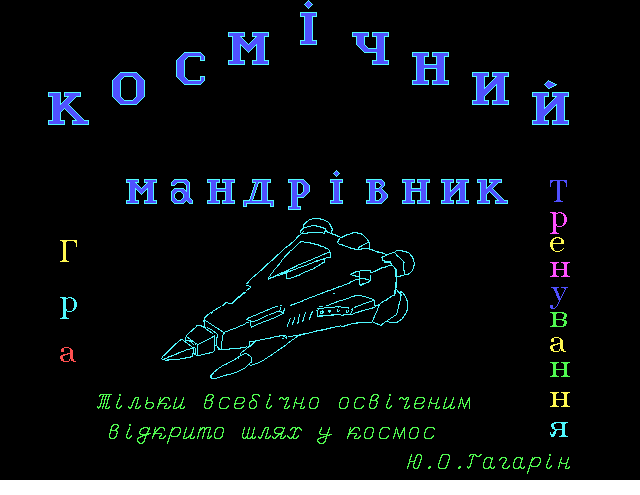 космічний
мандрівник
Гра
Тренування
Тільки всебічно освіченим
відкрито шлях у космос
Ю.О.Гагарін